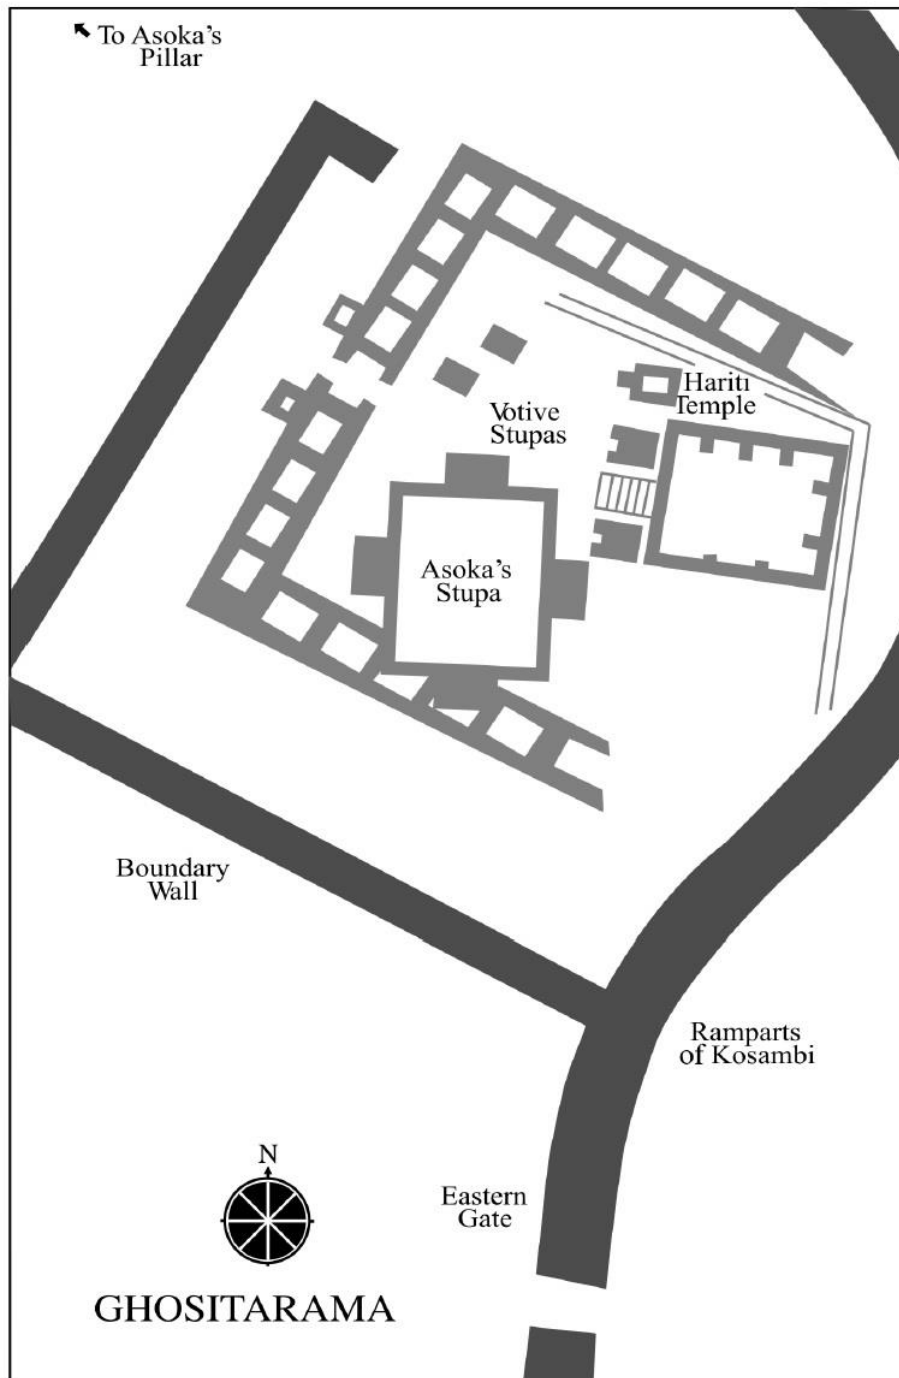 To Asoka's
Pillar
Hariti
Temple
Votive
Stupas
Asoka's
Stupa
Boundary
Wall
Ramparts
of Kosambi
N
Eastern
Gate
GHOSITARAMA